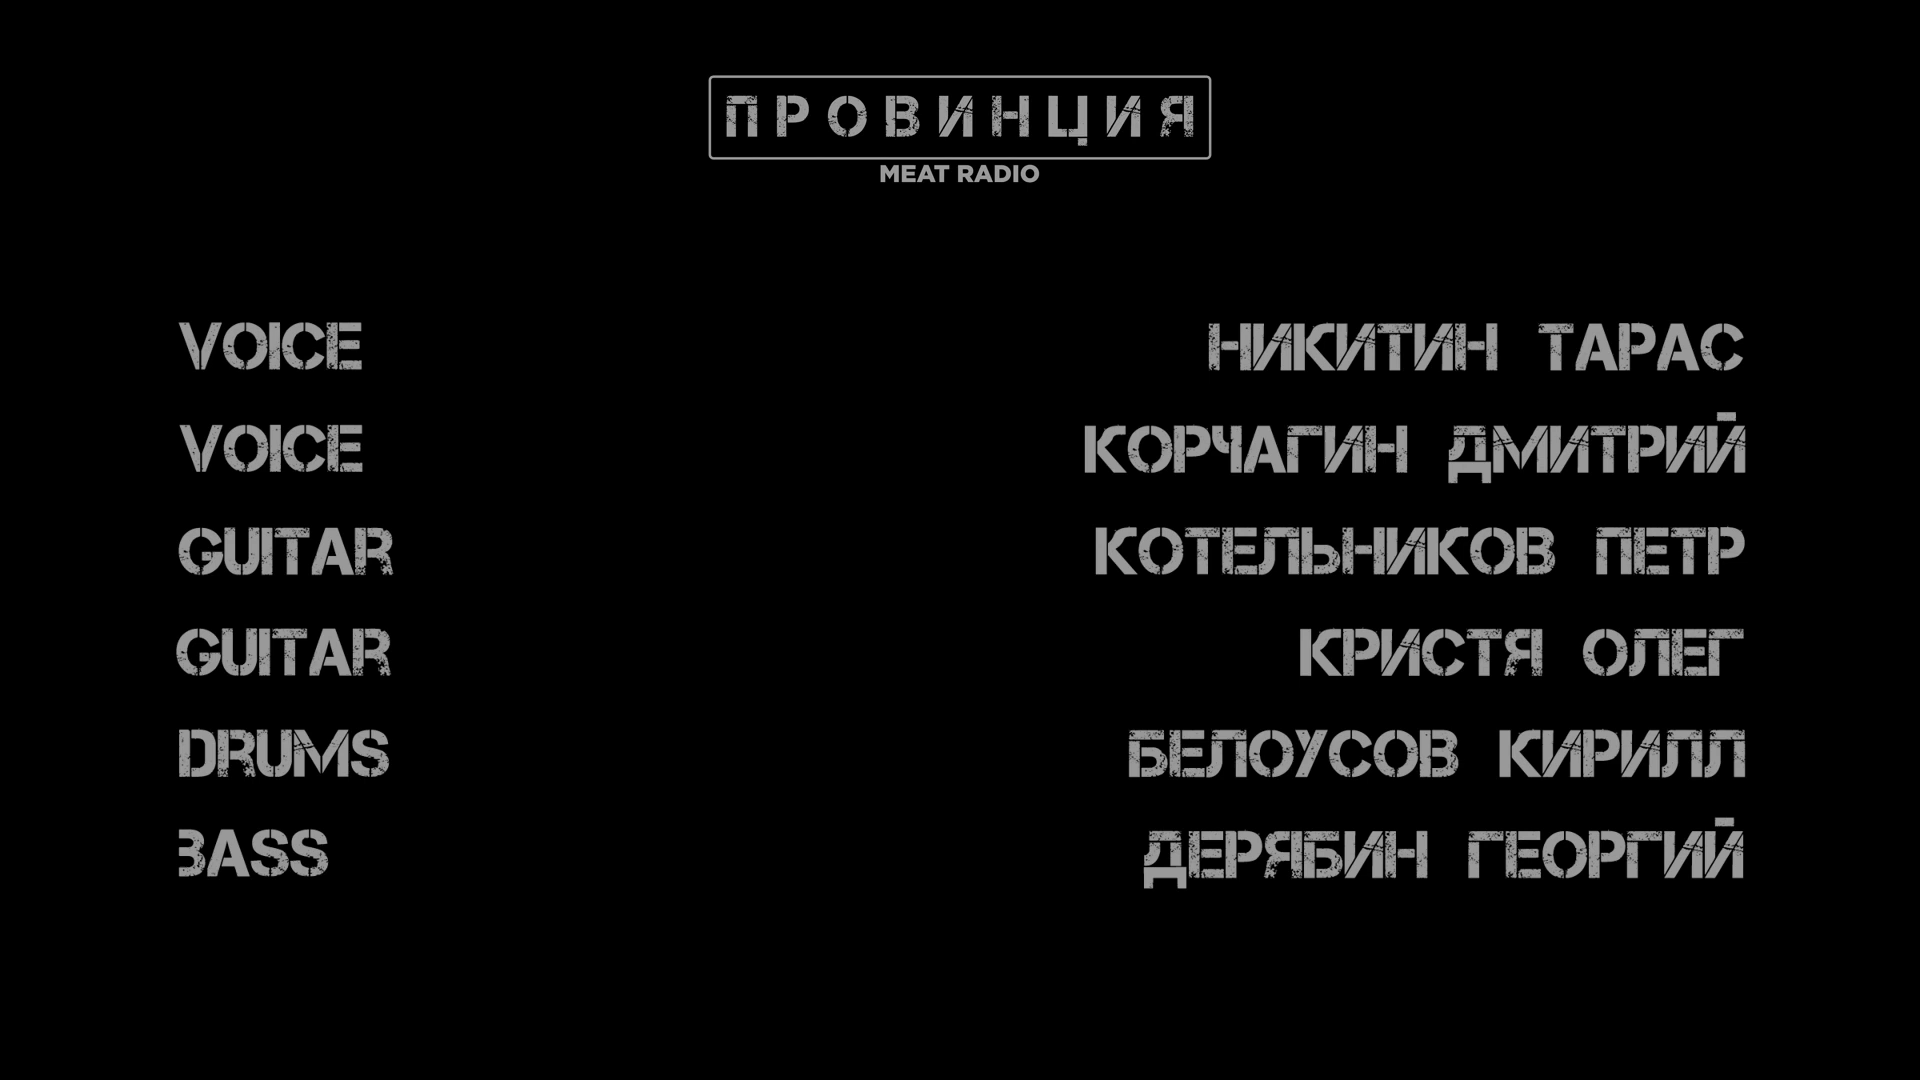 ПРОВИНЦИЯ
MEAT RADIO
VOICE НИКИТИН ТАРАС
VOICE КОРЧАГИН ДМИТРИЙ
GUITAR КОТЕЛЬНИКОВ ПЕТР
GUITAR КРИСТЯ ОЛЕГ
DRUMS БЕЛОУСОВ КИРИЛЛ
BASS ДЕРЯБИН ГЕОРГИЙ